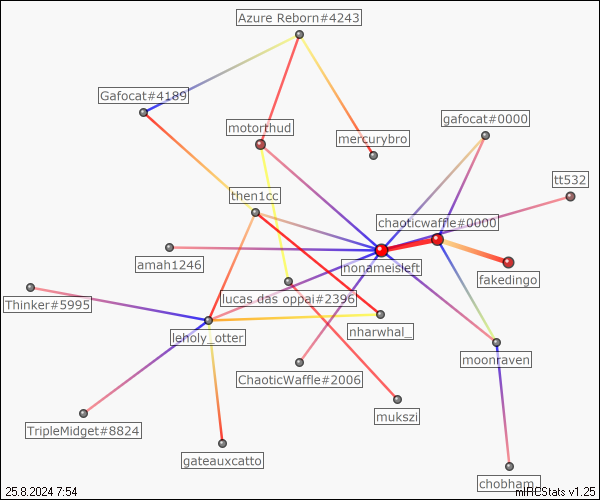 Azure Reborn#4243
Gafocat#4189
motorthud
mercurybro
gafocat#0000
tt532
then1cc
chaoticwaffle#0000
amah1246
nonameisleft
fakedingo
Thinker#5995
lucas das oppai#2396
leholy_otter
nharwhal_
moonraven
ChaoticWaffle#2006
mukszi
TripleMidget#8824
gateauxcatto
chobham_
25.8.2024 7:54
mIRCStats v1.25